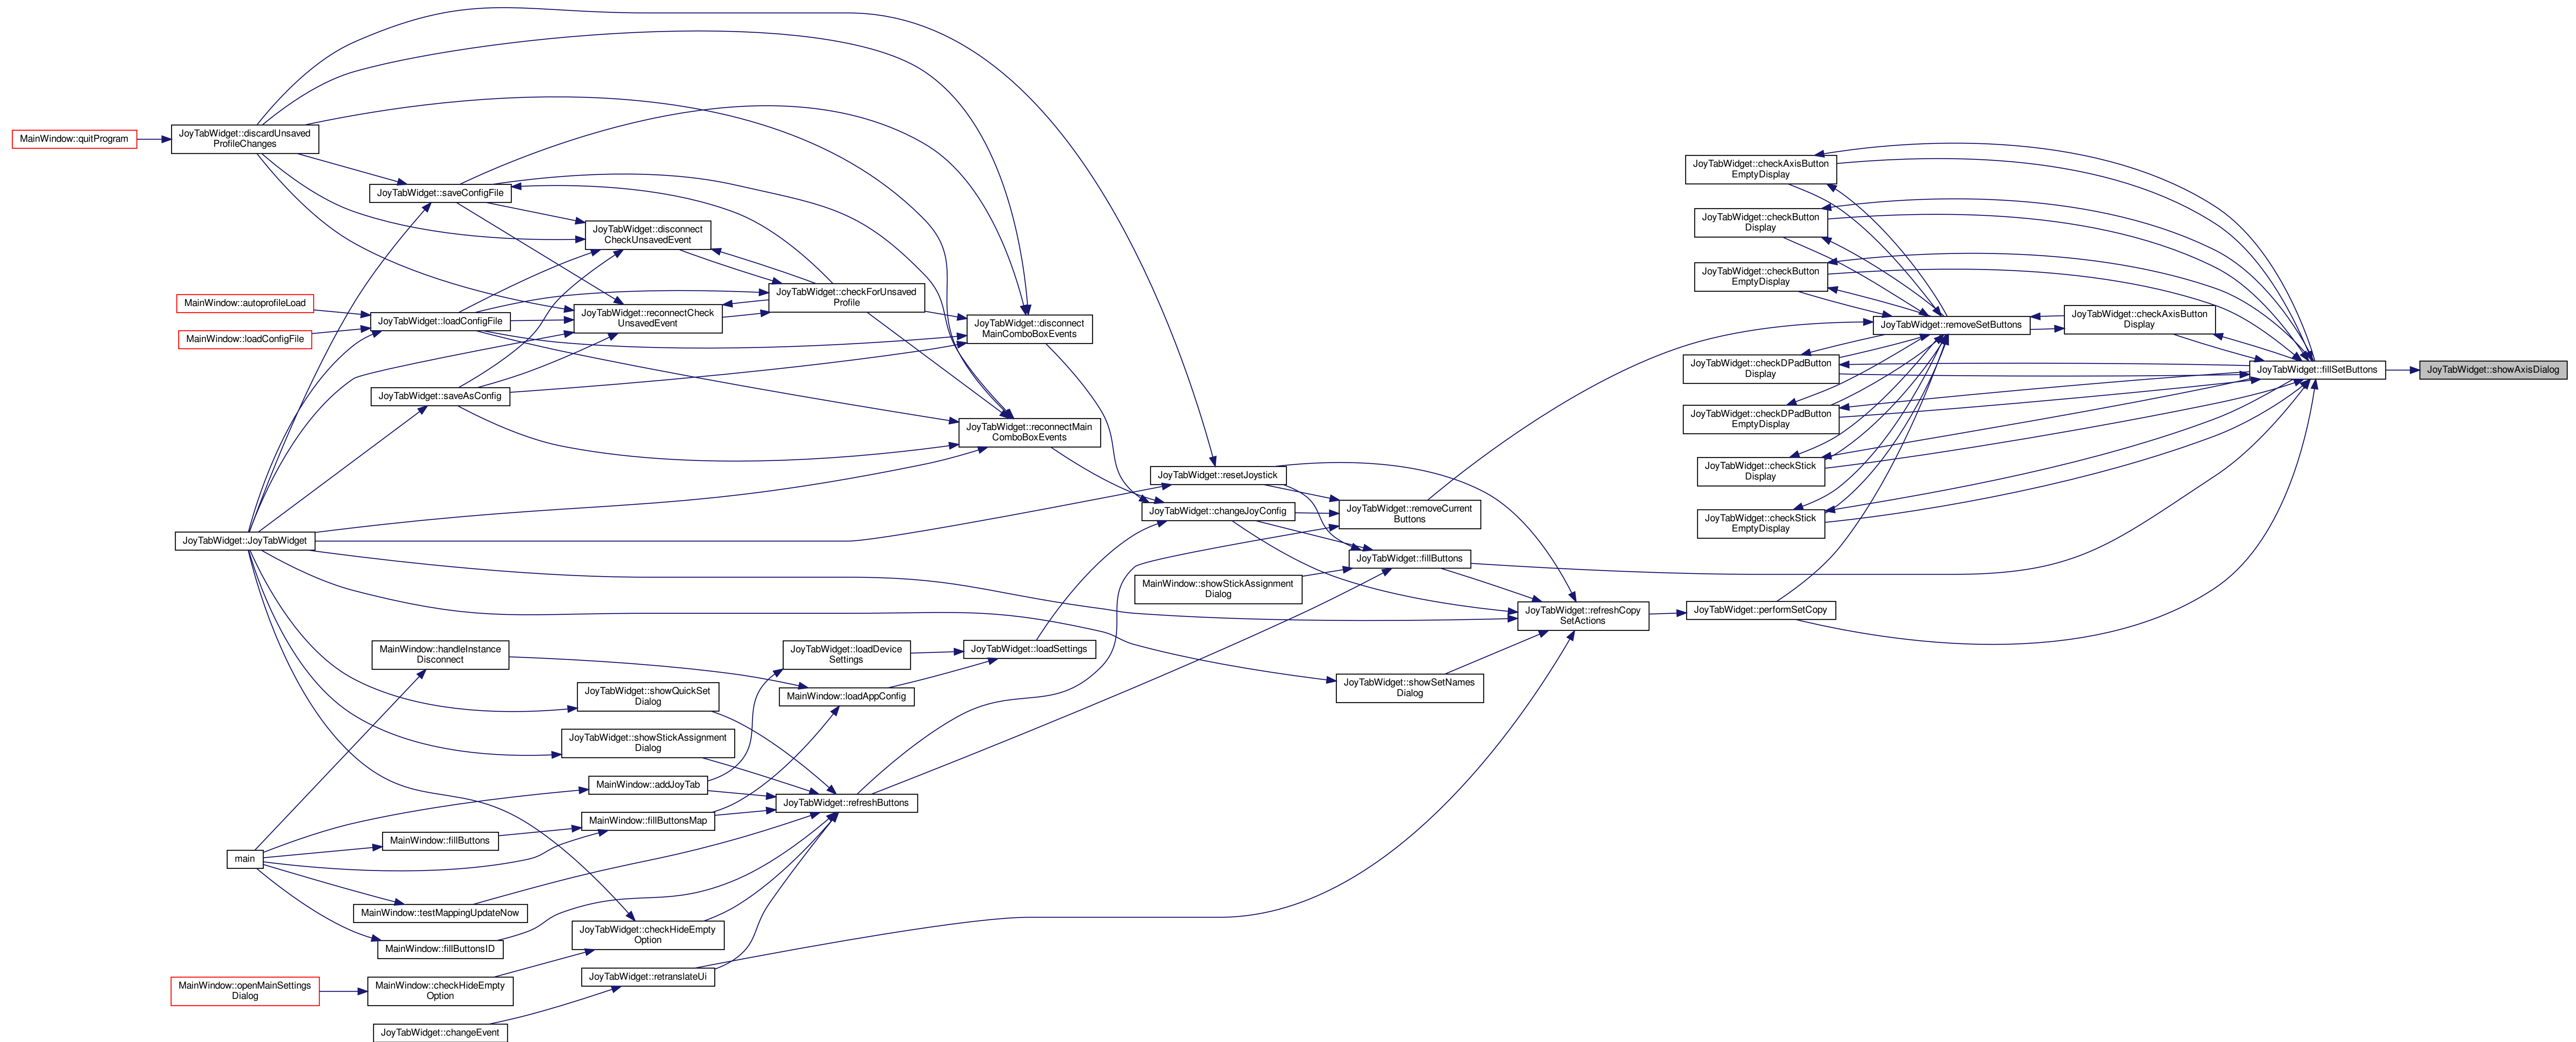 MainWindow::quitProgram
JoyTabWidget::discardUnsaved
ProfileChanges
JoyTabWidget::saveConfigFile
JoyTabWidget::disconnect
CheckUnsavedEvent
MainWindow::autoprofileLoad
MainWindow::loadConfigFile
JoyTabWidget::loadConfigFile
JoyTabWidget::reconnectCheck
UnsavedEvent
JoyTabWidget::checkForUnsaved
Profile
JoyTabWidget::disconnect
MainComboBoxEvents
JoyTabWidget::saveAsConfig
JoyTabWidget::reconnectMain
ComboBoxEvents
JoyTabWidget::JoyTabWidget
JoyTabWidget::resetJoystick
JoyTabWidget::changeJoyConfig
JoyTabWidget::removeCurrent
Buttons
JoyTabWidget::fillButtons
MainWindow::showStickAssignment
Dialog
JoyTabWidget::refreshCopy
SetActions
JoyTabWidget::performSetCopy
JoyTabWidget::showSetNames
Dialog
MainWindow::handleInstance
Disconnect
JoyTabWidget::loadDevice
Settings
JoyTabWidget::loadSettings
MainWindow::loadAppConfig
JoyTabWidget::showQuickSet
Dialog
JoyTabWidget::showStickAssignment
Dialog
MainWindow::addJoyTab
JoyTabWidget::refreshButtons
MainWindow::fillButtonsMap
MainWindow::fillButtons
main
MainWindow::testMappingUpdateNow
MainWindow::fillButtonsID
JoyTabWidget::checkHideEmpty
Option
JoyTabWidget::retranslateUi
MainWindow::openMainSettings
Dialog
MainWindow::checkHideEmpty
Option
JoyTabWidget::changeEvent
JoyTabWidget::checkAxisButton
EmptyDisplay
JoyTabWidget::checkButton
Display
JoyTabWidget::checkButton
EmptyDisplay
JoyTabWidget::removeSetButtons
JoyTabWidget::checkAxisButton
Display
JoyTabWidget::checkDPadButton
Display
JoyTabWidget::checkDPadButton
EmptyDisplay
JoyTabWidget::checkStick
Display
JoyTabWidget::checkStick
EmptyDisplay
JoyTabWidget::fillSetButtons
JoyTabWidget::showAxisDialog